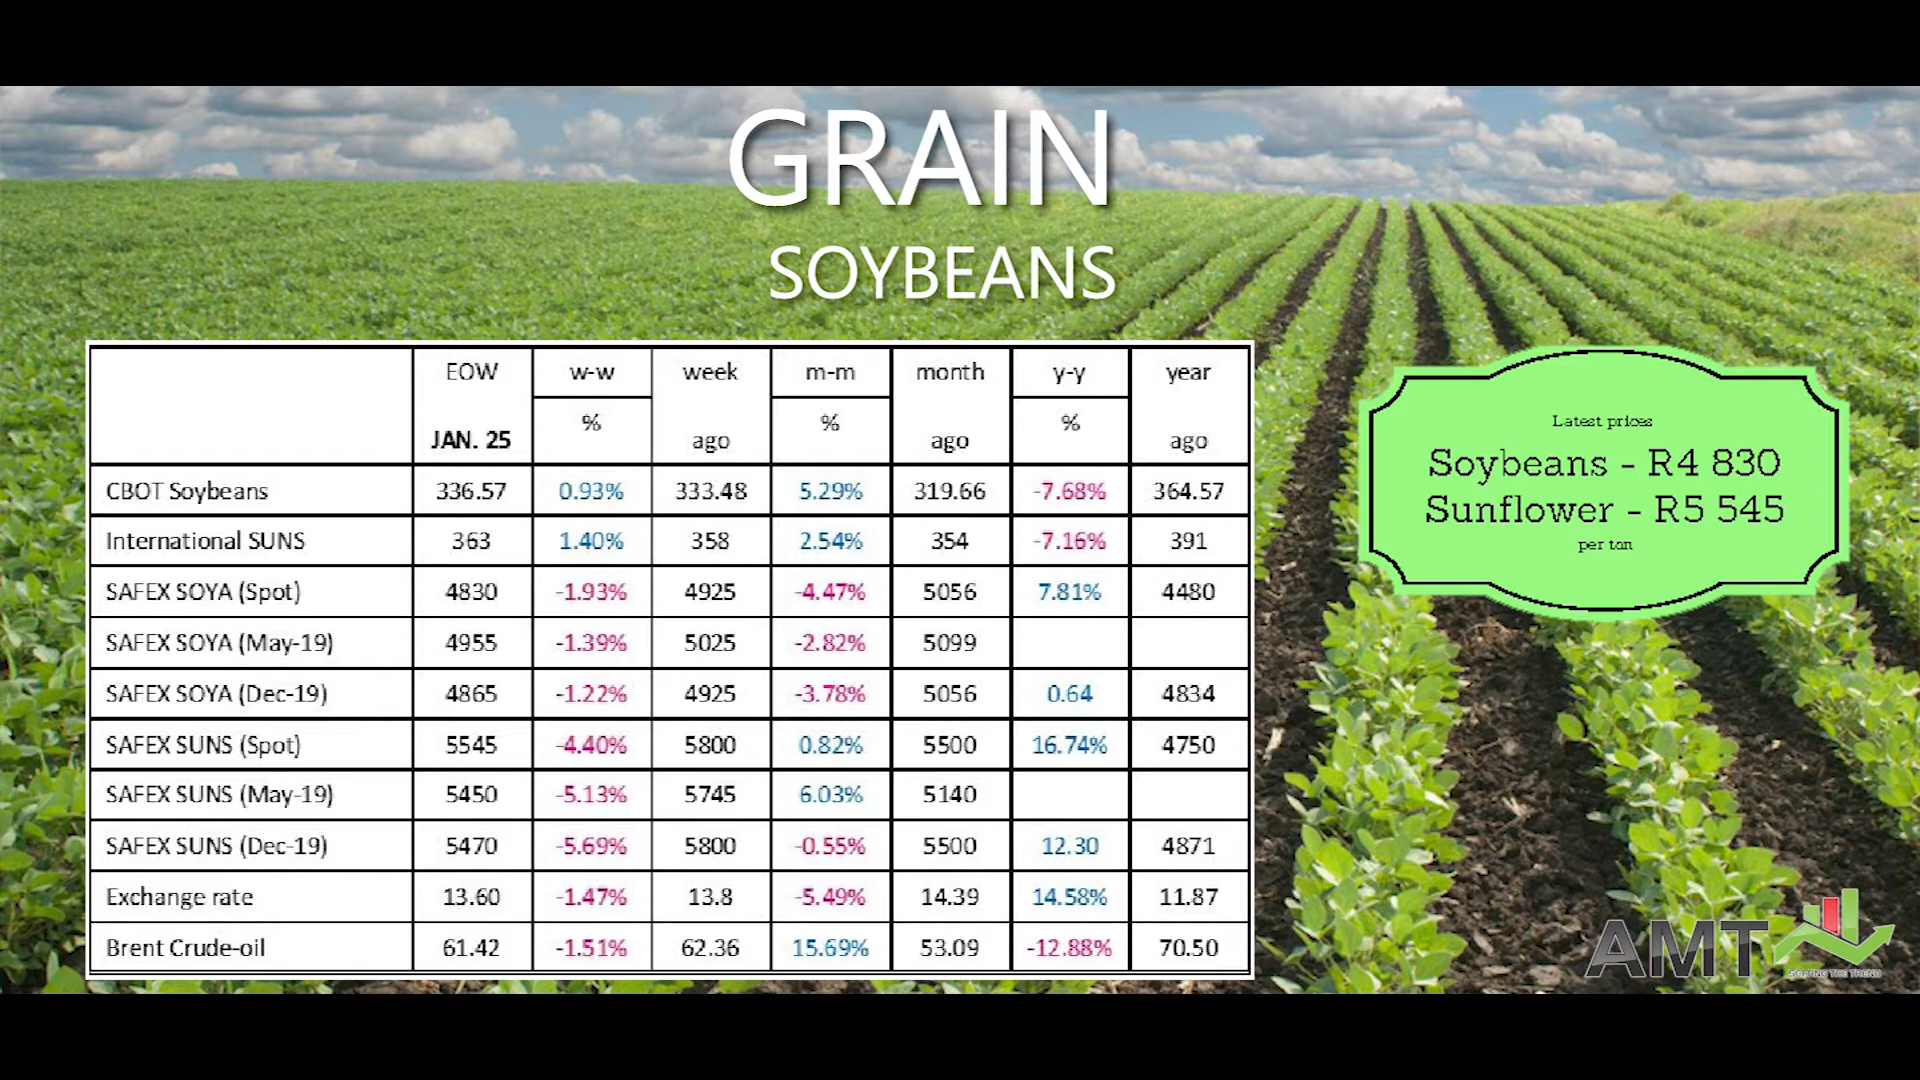 GRAIN
SOYBEANS
EOW JAN. 25 w-w % week ago m-m % month ago y-y % year ago
CBOT Soybeans 336.57 0.93% 333.48 5.29% 319.66 -7.68% 364.57
International SUNS 363 1.40% 358 2.54% 354 -7.16% 391
SAFEX SOYA (Spot) 4830 -1.93% 4925 -4.47% 5056 7.81% 4480
SAFEX SOYA (May-19) 4955 -1.39% 5025 -2.82% 5099
SAFEX SOYA (Dec-19) 4865 -1.22% 4925 -3.78% 5056 0.64 4834
SAFEX SUNS (Spot) 5545 -4.40% 5800 0.82% 5500 16.74% 4750
SAFEX SUNS (May-19) 5450 -5.13% 5745 6.03% 5140
SAFEX SUNS (Dec-19) 5470 -5.69% 5800 -0.55% 5500 12.30 4871
Exchange rate 13.60 -1.47% 13.8 -5.49% 14.39 14.58% 11.87
Brent Crude-oil 61.42 -1.51% 62.36 15.69% 53.09 -12.88% 70.50
Latest prices
Soybeans - R4 830
Sunflower - R5 545
per ton
AMT
SETTING THE TREND